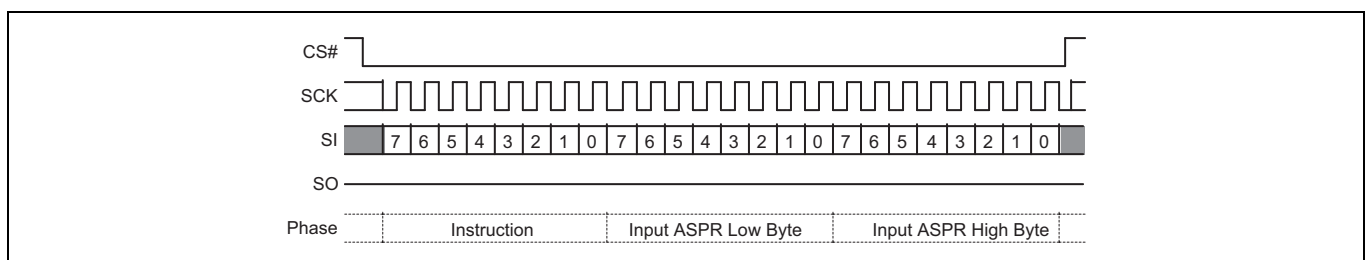 CS#
SCK
SI 7 6 5 4 3 2 1 0 7 6 5 4 3 2 1 0 7 6 5 4 3 2 1 0
SO
Phase Instruction Input ASPR Low Byte Input ASPR High Byte